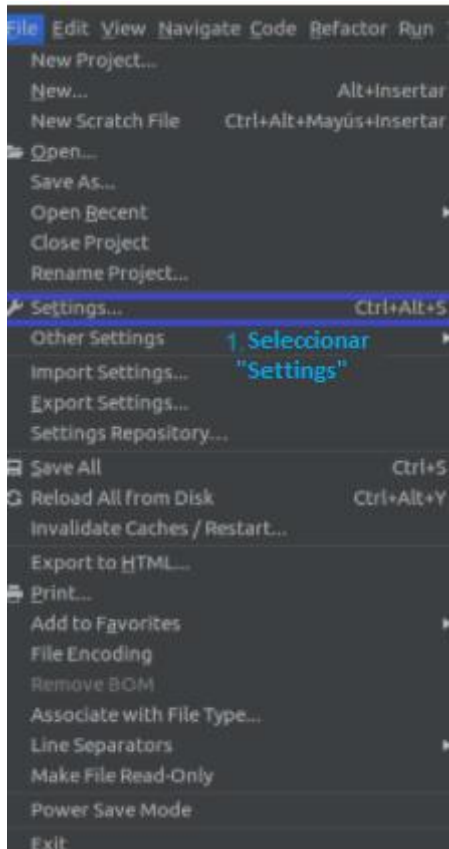 File Edit View Navigate Code Refactor Run
New Project...
New... Alt+Insertar
New Scratch File Ctrl+Alt+Mayús+Insertar
Open...
Save As...
Open Recent
Close Project
Rename Project...
Settings... Ctrl+Alt+S
Other Settings
1. Seleccionar
"Settings"
Import Settings...
Export Settings...
Settings Repository...
Save All Ctrl+S
Reload All from Disk Ctrl+Alt+Y
Invalidate Caches / Restart...
Export to HTML...
Print...
Add to Favorites
File Encoding
Remove BOM
Associate with File Type...
Line Separators
Make File Read-Only
Power Save Mode
Exit